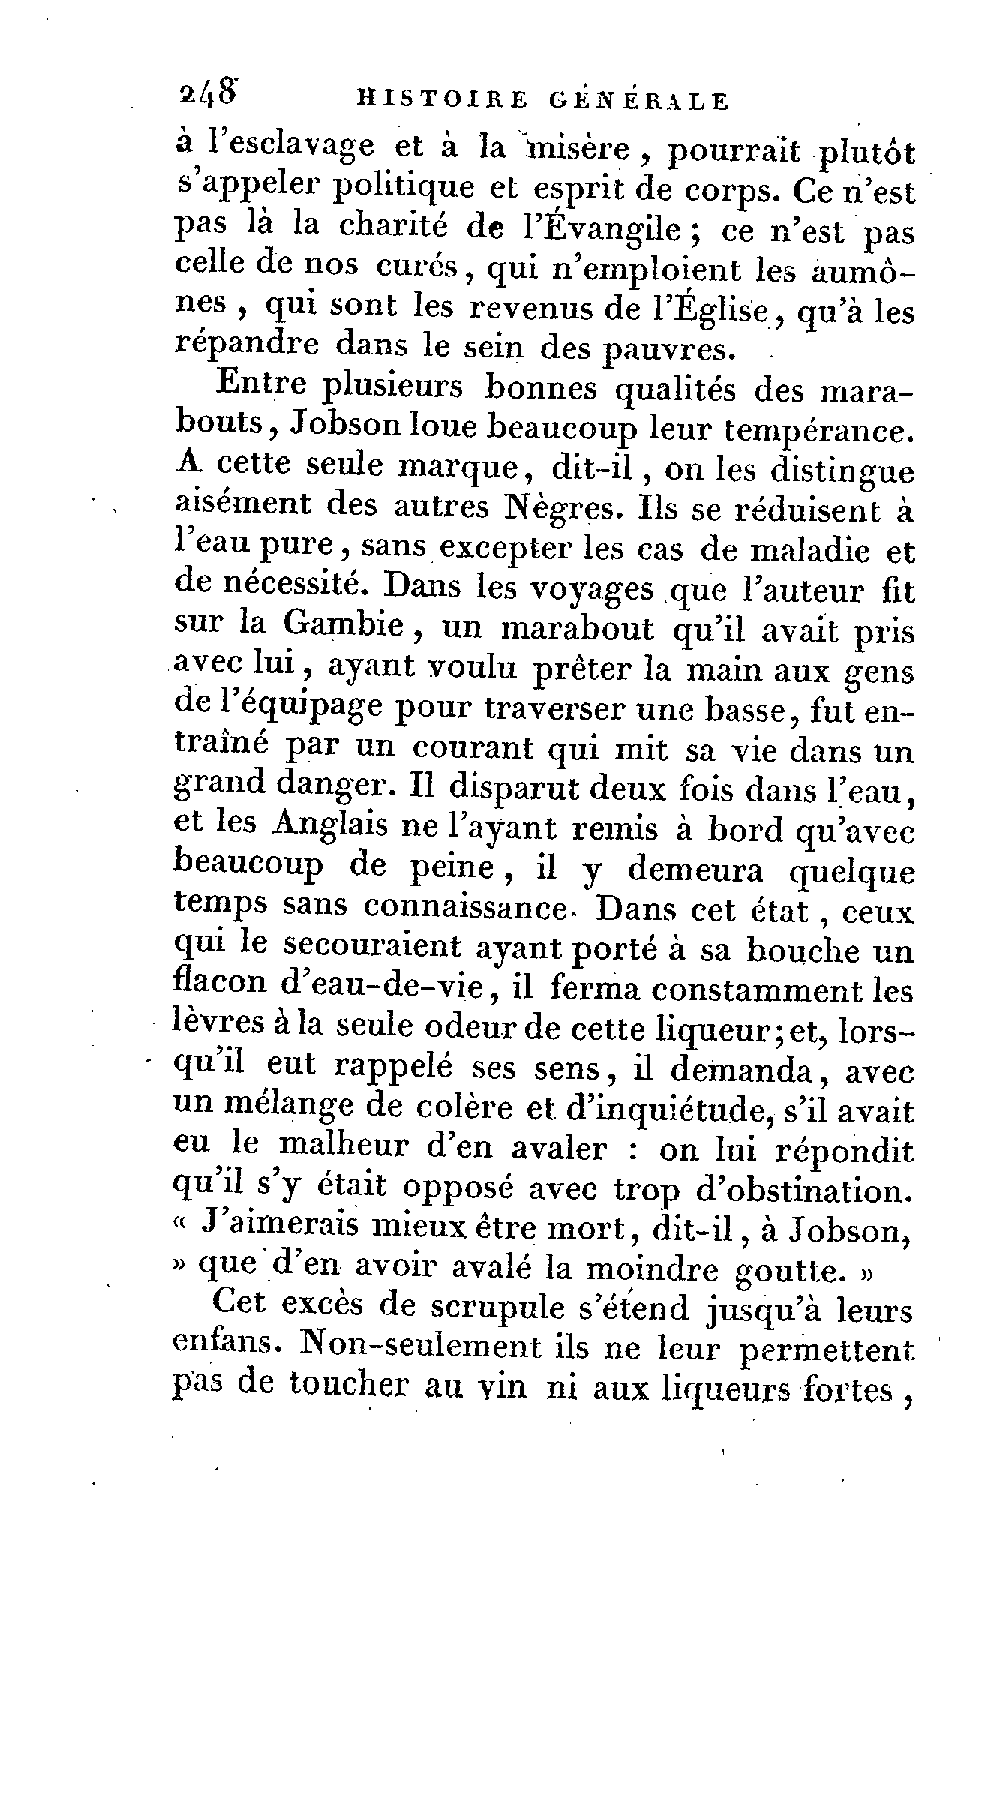 248 HISTOIRE GÉNÉRALE
à l'esclavage et à la misère, pourrait plutôt
s'appeler politique et esprit de corps. Ce n'est
pas là la charité de l'Évangile ; ce n'est pas
celle de nos curés, qui n'emploient les aumô-
nes, qui sont les revenus de l'Église, qu'à les
répandre dans le sein des pauvres.
Entre plusieurs bonnes qualités des mara-
bouts, Jobson loue beaucoup leur tempérance.
A cette seule marque, dit-il, on les distingue
aisément des autres Nègres. Ils se réduisent à
l'eau pure, sans excepter les cas de maladie et
de nécessité. Dans les voyages que l'auteur fit
sur la Gambie, un marabout qu'il avait pris
avec lui, ayant voulu prêter la main aux gens
de l'équipage pour traverser une basse, fut en-
traîné par un courant qui mit sa vie dans un
grand danger. Il disparut deux fois dans l'eau,
et les Anglais ne l'ayant remis à bord qu'avec
beaucoup de peine, il y demeura quelque
temps sans connaissance. Dans cet état, ceux
qui le secouraient ayant porté à sa bouche un
flacon d'eau-de-vie, il ferma constamment les
lèvres à la seule odeur de cette liqueur; et, lors-
qu'il eut rappelé ses sens, il demanda, avec
un mélange de colère et d'inquiétude, s'il avait
eu le malheur d'en avaler : on lui répondit
qu'il s'y était opposé avec trop d'obstination.
« J'aimerais mieux être mort, dit-il, à Jobson,
» que d'en avoir avalé la moindre goutte. »
Cet excès de scrupule s'étend jusqu'à leurs
enfans. Non-seulement ils ne leur permettent
pas de toucher au vin ni aux liqueurs fortes,